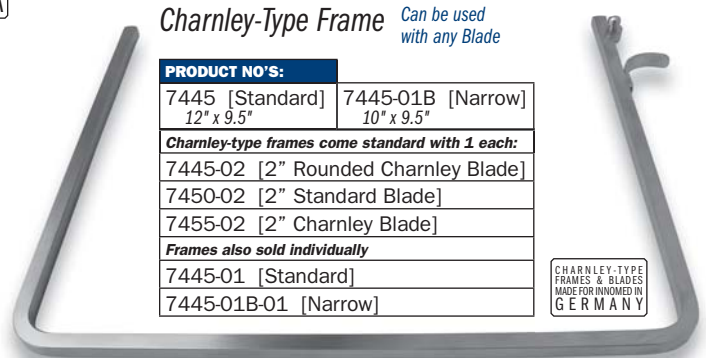 Charnley-Type Frame
Can be used
with any Blade
PRODUCT NO'S:
7445 [Standard]
12" x 9.5"
7445-01B [Narrow]
10" x 9.5"
Charnley-type frames come standard with 1 each:
7445-02 [2” Rounded Charnley Blade]
7450-02 [2” Standard Blade]
7455-02 [2” Charnley Blade]
Frames also sold individually
7445-01 [Standard]
7445-01B-01 [Narrow]
CHARNLEY-TYPE
FRAMES & BLADES
MADE FOR INNOMED IN
GERMANY